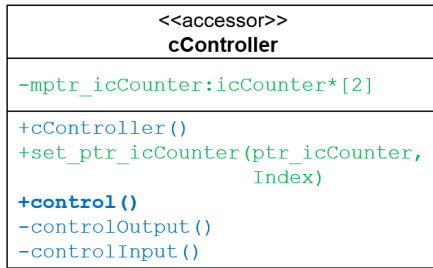 <<accessor>>
cController
-mptr_icCounter:icCounter*[2]
+cController()
+set_ptr_icCounter(ptr_icCounter,
Index)
+control()
-controlOutput()
-controlInput()